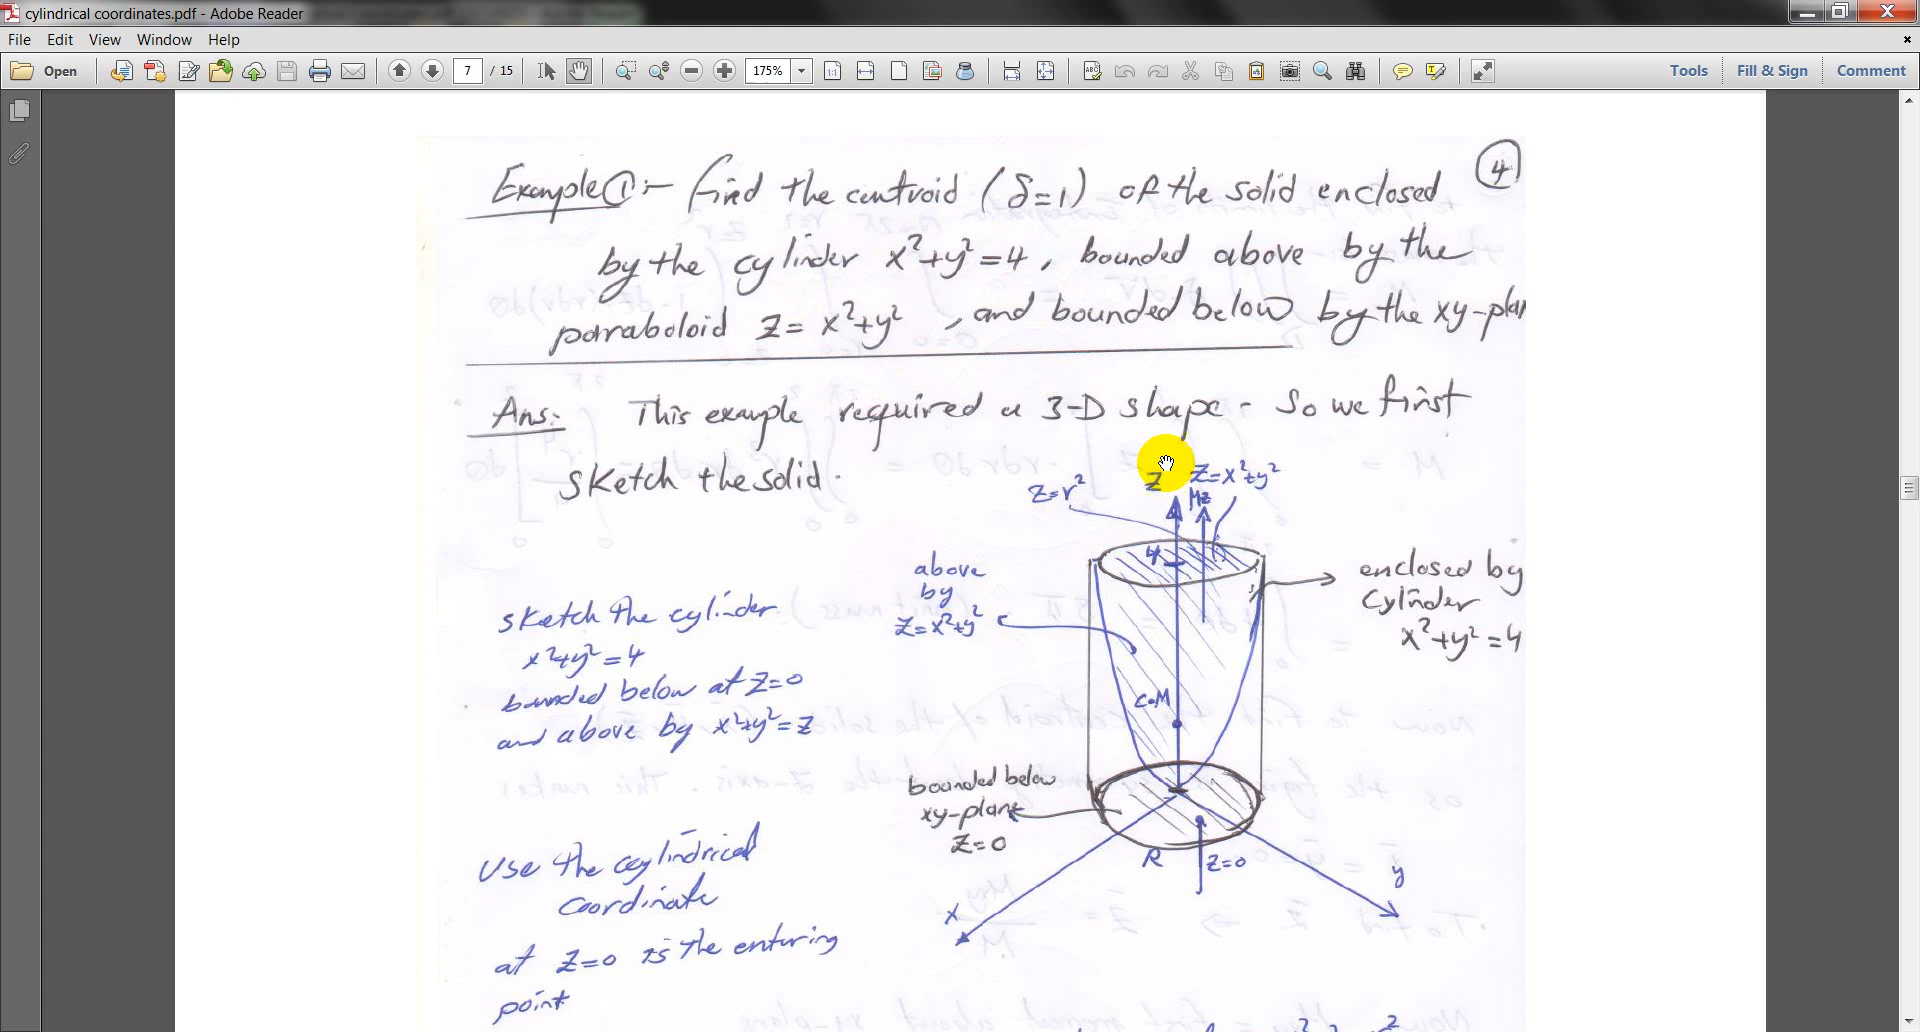 cylindrical coordinates.pdf - Adobe Reader
File Edit View Window Help
Open 7 / 15 175% Tools Fill & Sign Comment
Example ① :- find the centroid (δ=1) of the solid enclosed
④
by the cylinder x²+y²=4, bounded above by the
paraboloid z = x²+y² , and bounded below by the xy-plan
Ans:- This example required a 3-D shape - So we first
sketch the solid.
z=r²
z
z=x²+y²
Mz
4
above
by
z=x²+y²
enclosed by
cylinder
x²+y²=4
sketch the cylinder
x²+y²=4
bounded below at z=0
and above by x²+y²=z
C.M
bounded below
xy-plane
z=0
R
z=0
y
x
Use the cylindrical
coordinate
at z=0 is the entering
point